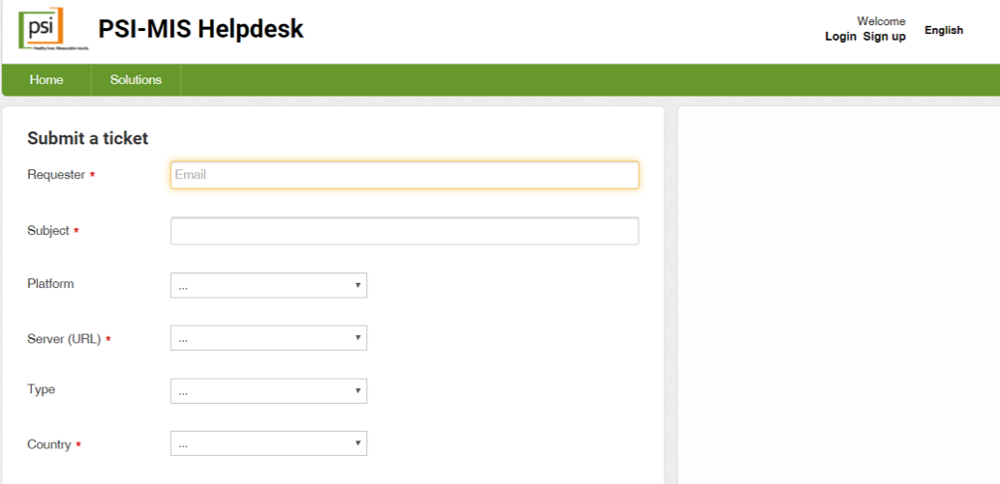 psi
Healthy lives. Measurable results.
PSI-MIS Helpdesk
Welcome
Login Sign up
English
Home Solutions
Submit a ticket
Requester *
Email
Subject *
Platform
...
Server (URL) *
...
Type
...
Country *
...